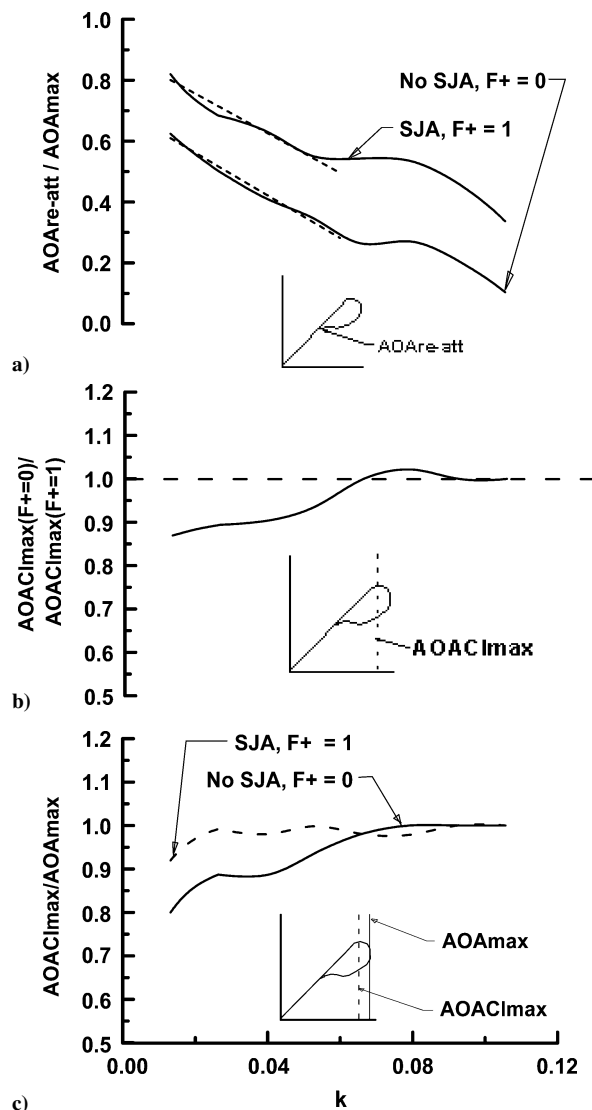 1.0
0.8
0.6
0.4
0.2
0.0
AOAre-att / AOAmax
No SJA, F+ = 0
SJA, F+ = 1
AOAre-att
a)
1.2
1.1
1.0
0.9
0.8
0.7
0.6
0.5
AOAClmax(F+=0)/
AOAClmax(F+=1)
AOAClmax
b)
1.2
1.1
1.0
0.9
0.8
0.7
0.6
0.5
AOAClmax/AOAmax
SJA, F+ = 1
No SJA, F+ = 0
AOAmax
AOAClmax
0.00
0.04
0.08
0.12
k
c)